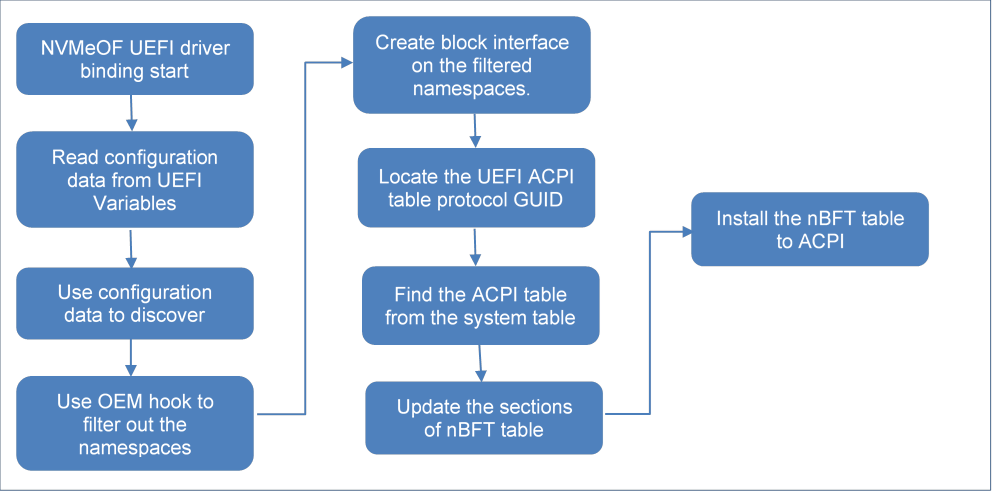 NVMeOF UEFI driver
binding start
Read configuration
data from UEFI
Variables
Use configuration
data to discover
Use OEM hook to
filter out the
namespaces
Create block interface
on the filtered
namespaces.
Locate the UEFI ACPI
table protocol GUID
Find the ACPI table
from the system table
Update the sections
of nBFT table
Install the nBFT table
to ACPI